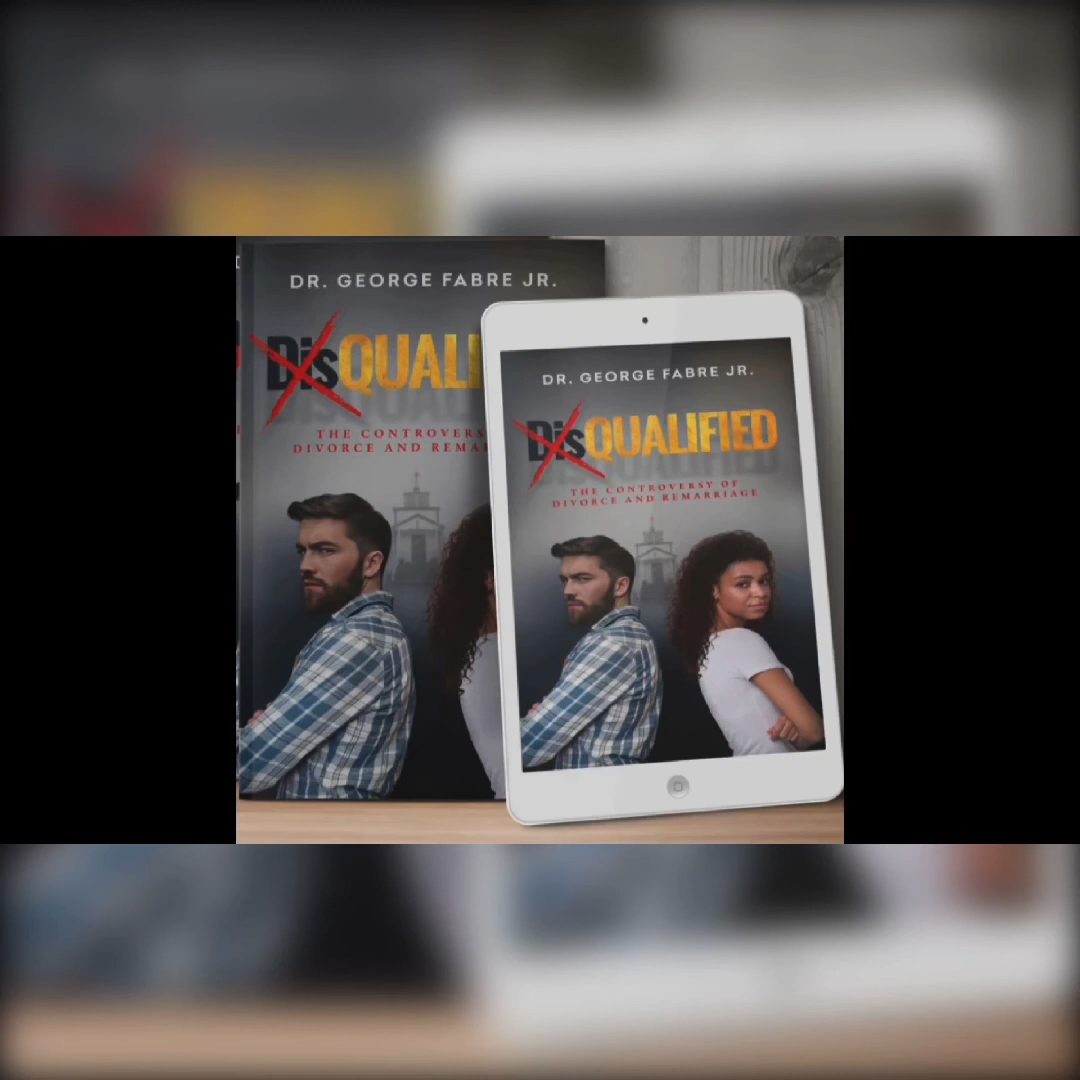 DR. GEORGE FABRE JR.
DisQUALI
THE CONTROVERS
DIVORCE AND REMA
DR. GEORGE FABRE JR.
DisQUALIFIED
THE CONTROVERSY OF
DIVORCE AND REMARRIAGE